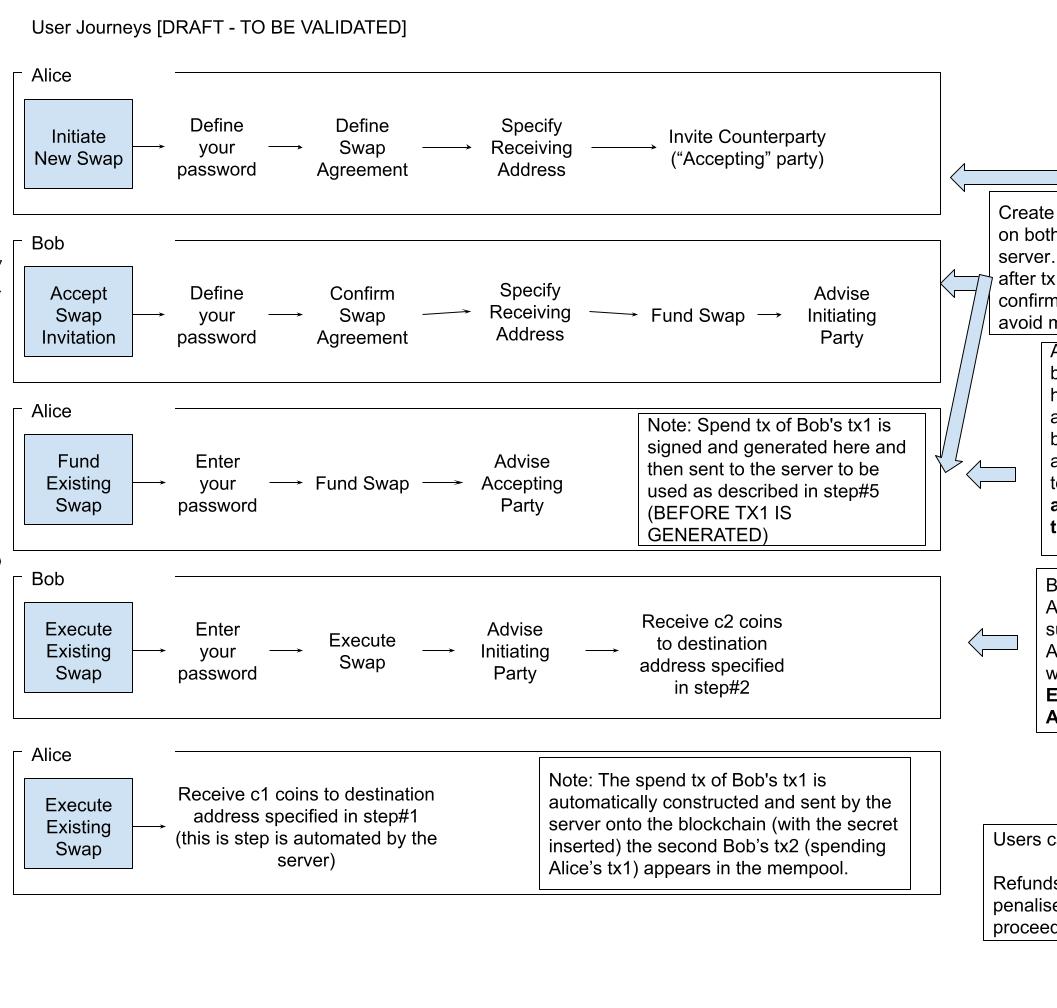 User Journeys [DRAFT - TO BE VALIDATED]
Alice
Initiate
New Swap
Define
your
password
Define
Swap
Agreement
Specify
Receiving
Address
Invite Counterparty
(“Accepting” party)
Create
on both
server...
after tx
confirm
avoid m
Bob
Accept
Swap
Invitation
Define
your
password
Confirm
Swap
Agreement
Specify
Receiving
Address
Fund Swap
Advise
Initiating
Party
Alice
Fund
Existing
Swap
Enter
your
password
Fund Swap
Advise
Accepting
Party
Note: Spend tx of Bob's tx1 is
signed and generated here and
then sent to the server to be
used as described in step#5
(BEFORE TX1 IS
GENERATED)
Bob
Execute
Existing
Swap
Enter
your
password
Execute
Swap
Advise
Initiating
Party
Receive c2 coins
to destination
address specified
in step#2
Alice
Execute
Existing
Swap
Receive c1 coins to destination
address specified in step#1
(this is step is automated by the
server)
Note: The spend tx of Bob's tx1 is
automatically constructed and sent by the
server onto the blockchain (with the secret
inserted) the second Bob’s tx2 (spending
Alice’s tx1) appears in the mempool.
Users c
Refunds
penalise
proceed